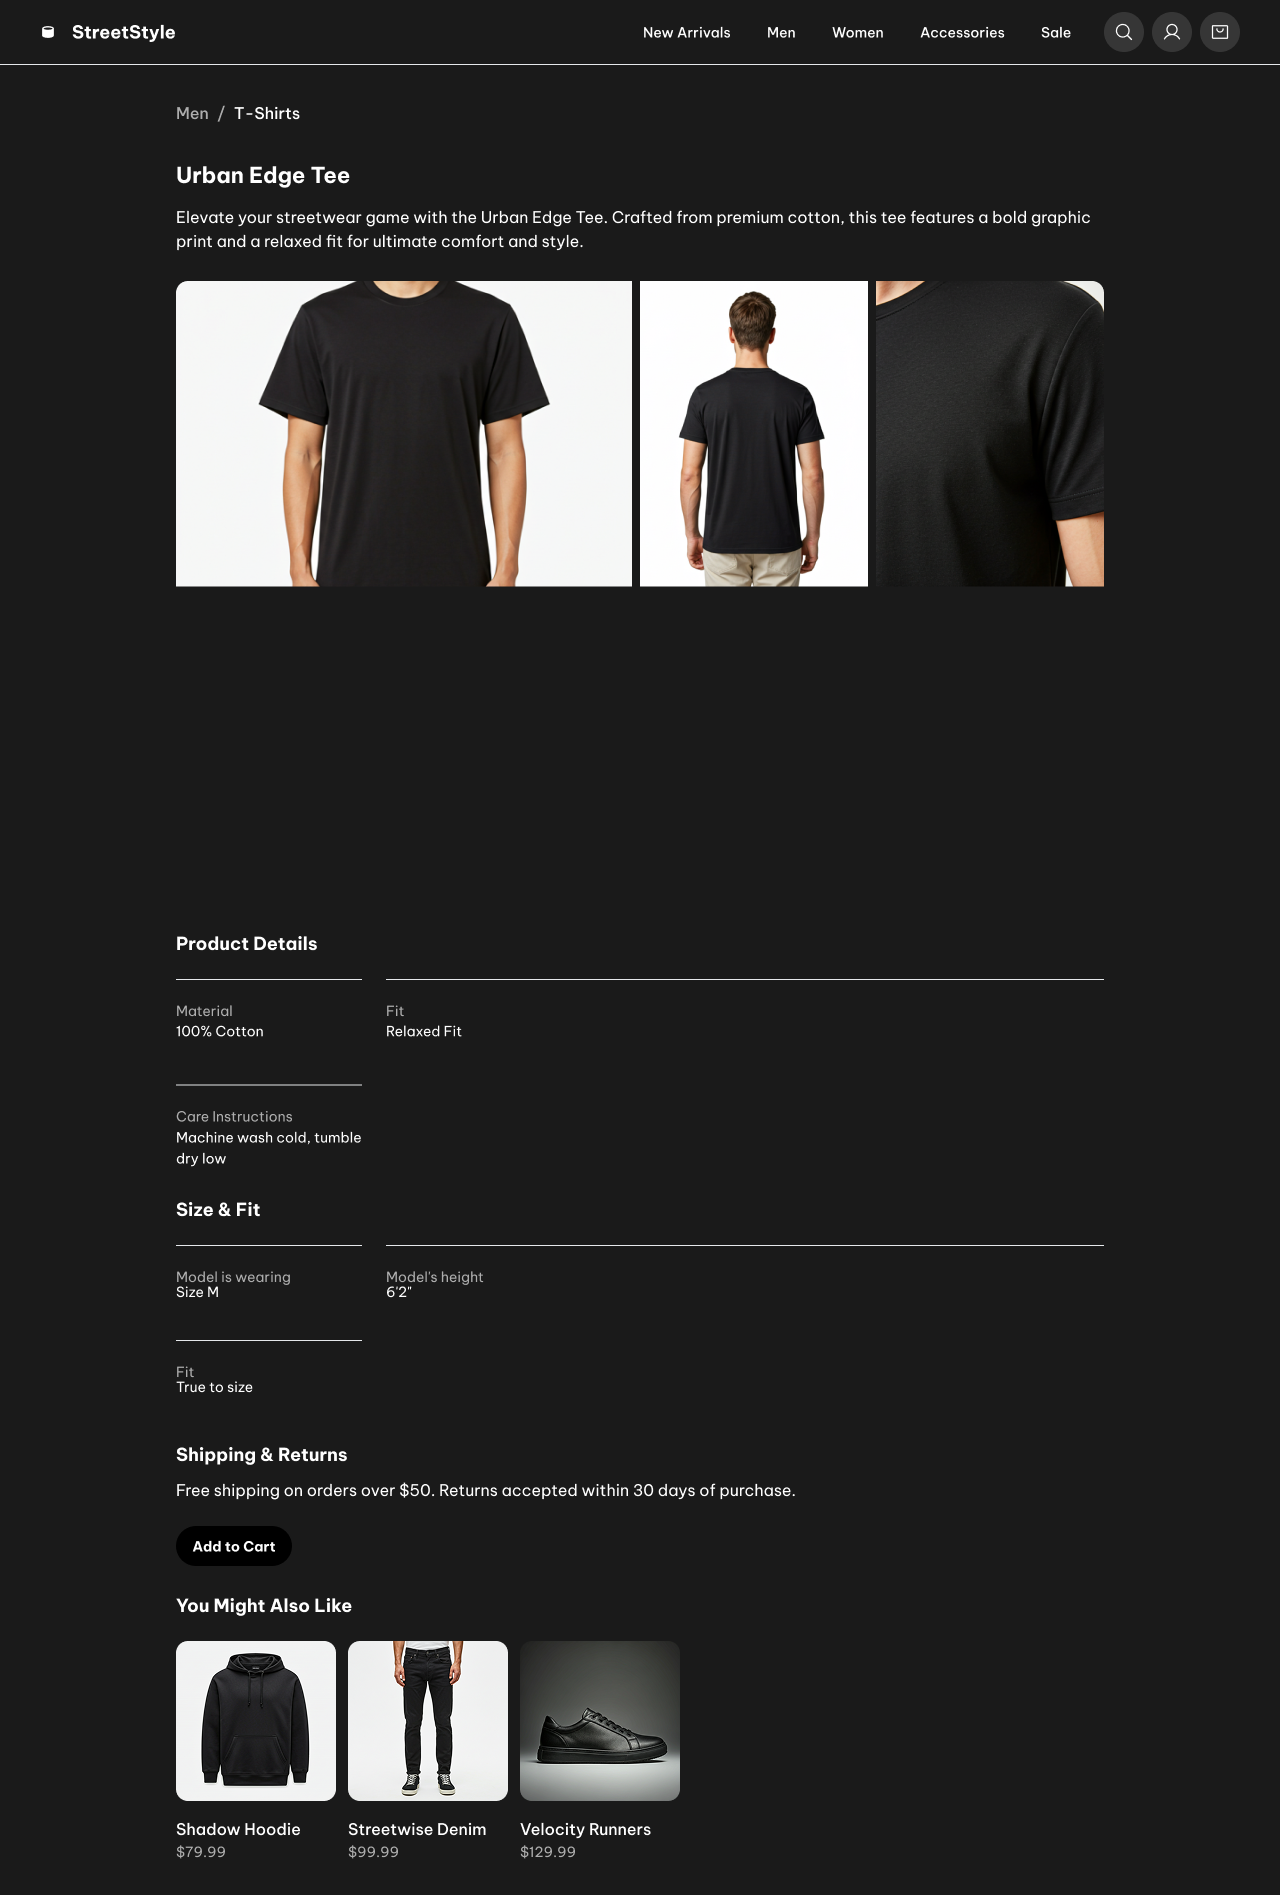 StreetStyle
New Arrivals
Men
Women
Accessories
Sale
Men / T-Shirts
Urban Edge Tee
Elevate your streetwear game with the Urban Edge Tee. Crafted from premium cotton, this tee features a bold graphic
print and a relaxed fit for ultimate comfort and style.
Product Details
Material
100% Cotton
Fit
Relaxed Fit
Care Instructions
Machine wash cold, tumble
dry low
Size & Fit
Model is wearing
Size M
Model's height
6'2"
Fit
True to size
Shipping & Returns
Free shipping on orders over $50. Returns accepted within 30 days of purchase.
Add to Cart
You Might Also Like
Shadow Hoodie
$79.99
Streetwise Denim
$99.99
Velocity Runners
$129.99